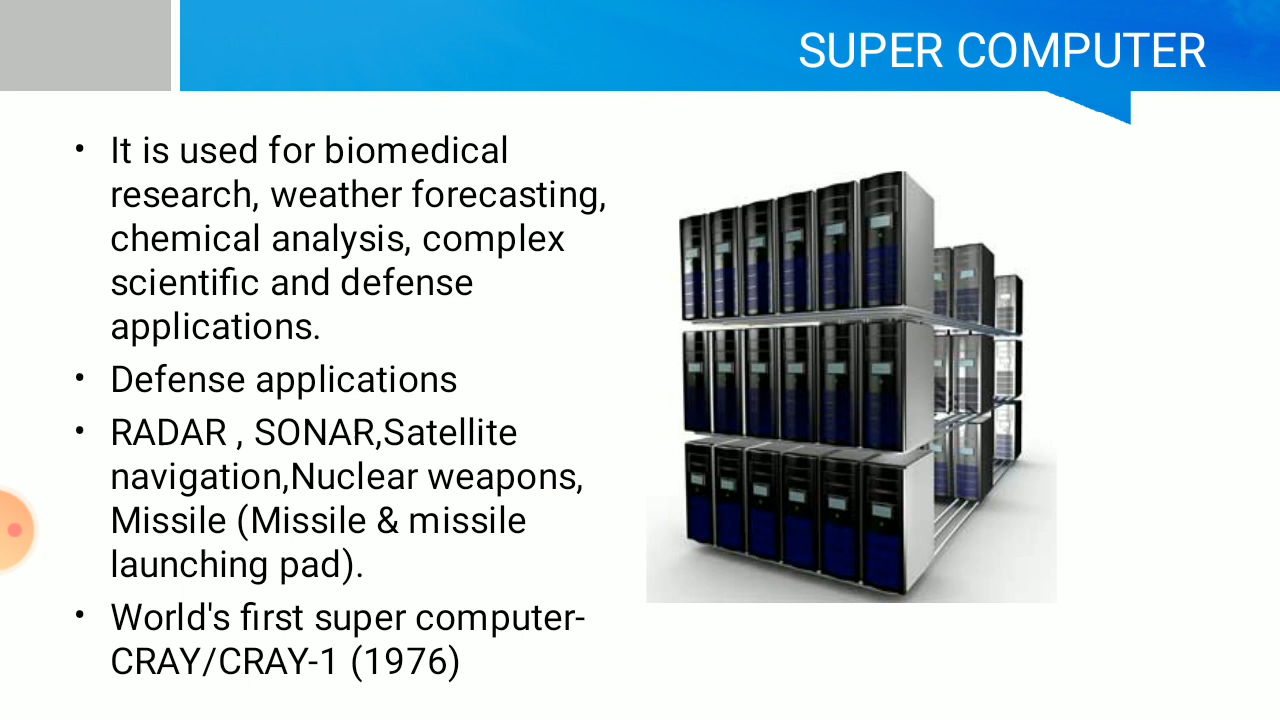 SUPER COMPUTER
• It is used for biomedical
research, weather forecasting,
chemical analysis, complex
scientific and defense
applications.
• Defense applications
• RADAR , SONAR,Satellite
navigation,Nuclear weapons,
Missile (Missile & missile
launching pad).
• World's first super computer-
CRAY/CRAY-1 (1976)